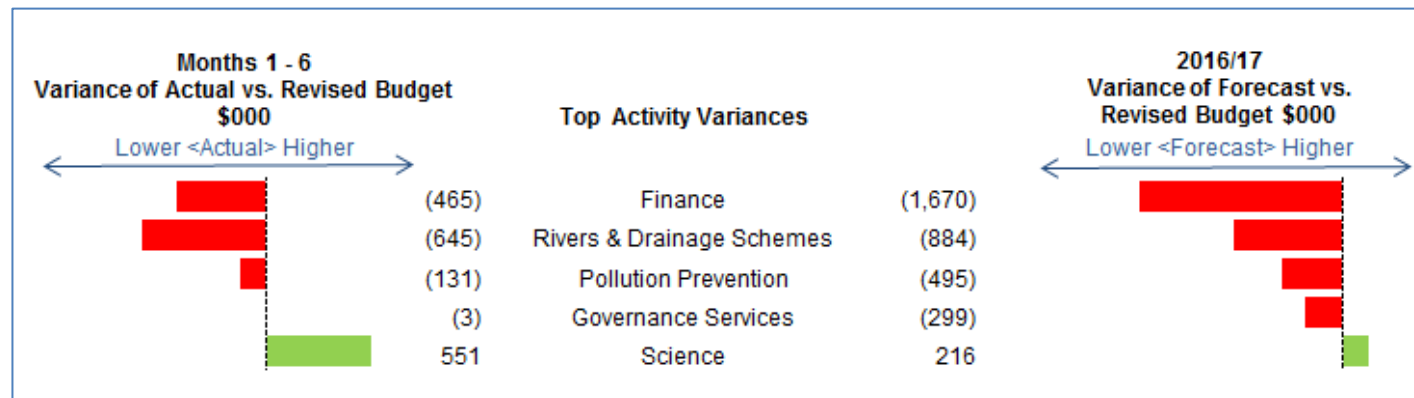 Months 1 - 6
Variance of Actual vs. Revised Budget
$000
Lower <Actual> Higher
Top Activity Variances
2016/17
Variance of Forecast vs.
Revised Budget $000
Lower <Forecast> Higher
(465) Finance (1,670)
(645) Rivers & Drainage Schemes (884)
(131) Pollution Prevention (495)
(3) Governance Services (299)
551 Science 216